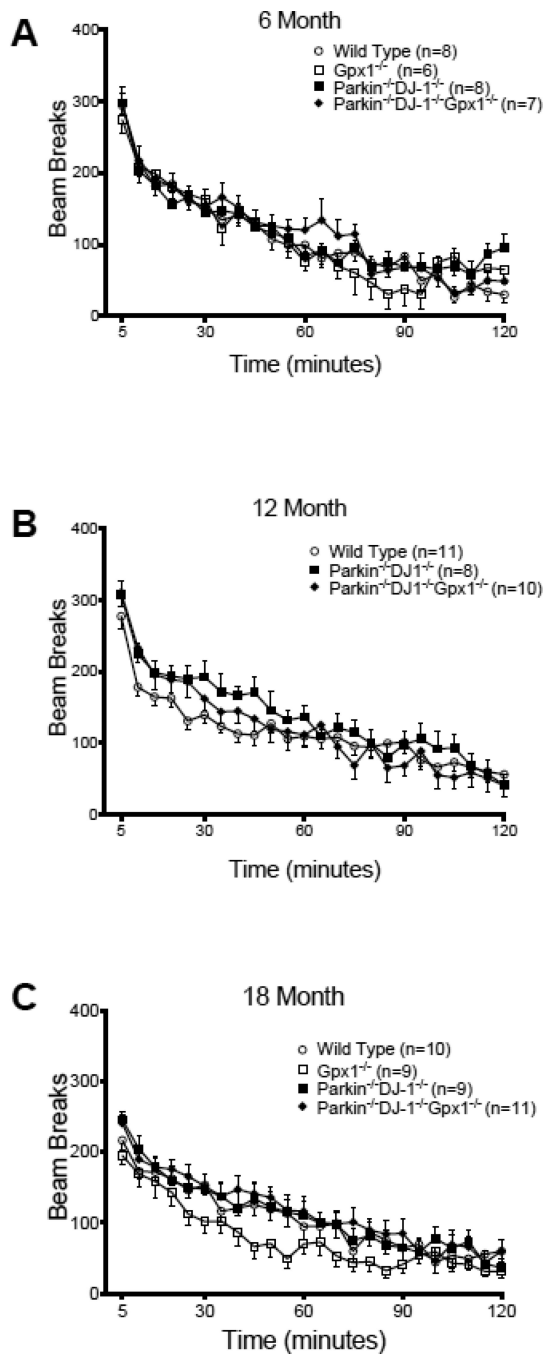 A
6 Month
Wild Type (n=8)
Gpx1⁻/⁻ (n=6)
Parkin⁻/⁻DJ-1⁻/⁻ (n=8)
Parkin⁻/⁻DJ-1⁻/⁻Gpx1⁻/⁻ (n=7)
400
300
200
100
0
Beam Breaks
5
30
60
90
120
Time (minutes)
B
12 Month
Wild Type (n=11)
Parkin⁻/⁻DJ1⁻/⁻ (n=8)
Parkin⁻/⁻DJ1⁻/⁻Gpx1⁻/⁻ (n=10)
400
300
200
100
0
Beam Breaks
5
30
60
90
120
Time (minutes)
C
18 Month
Wild Type (n=10)
Gpx1⁻/⁻ (n=9)
Parkin⁻/⁻DJ-1⁻/⁻ (n=9)
Parkin⁻/⁻DJ-1⁻/⁻Gpx1⁻/⁻ (n=11)
400
300
200
100
0
Beam Breaks
5
30
60
90
120
Time (minutes)